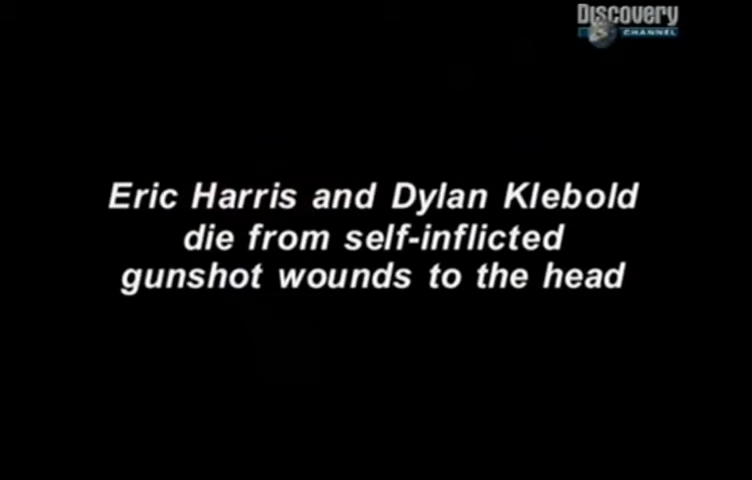 Discovery
CHANNEL
Eric Harris and Dylan Klebold
die from self-inflicted
gunshot wounds to the head